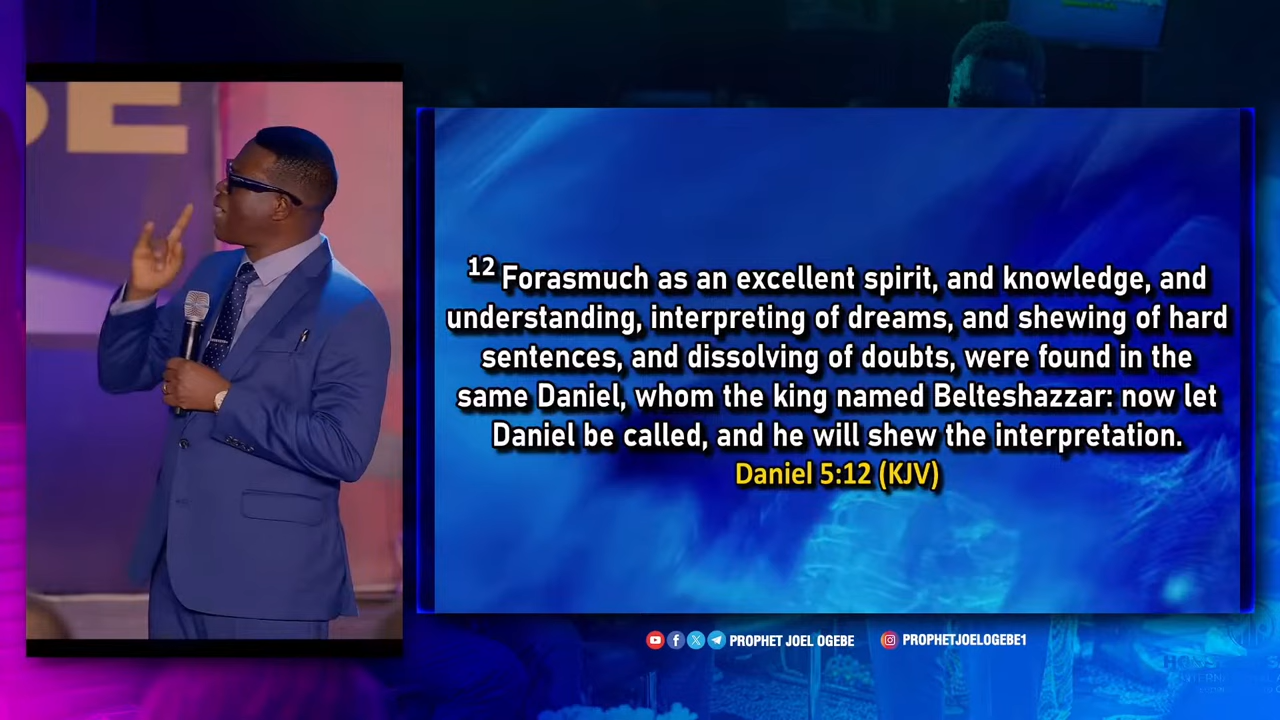 SE
12 Forasmuch as an excellent spirit, and knowledge, and
understanding, interpreting of dreams, and shewing of hard
sentences, and dissolving of doubts, were found in the
same Daniel, whom the king named Belteshazzar: now let
Daniel be called, and he will shew the interpretation.
Daniel 5:12 (KJV)
PROPHET JOEL OGEBE
PROPHETJOELOGEBE1